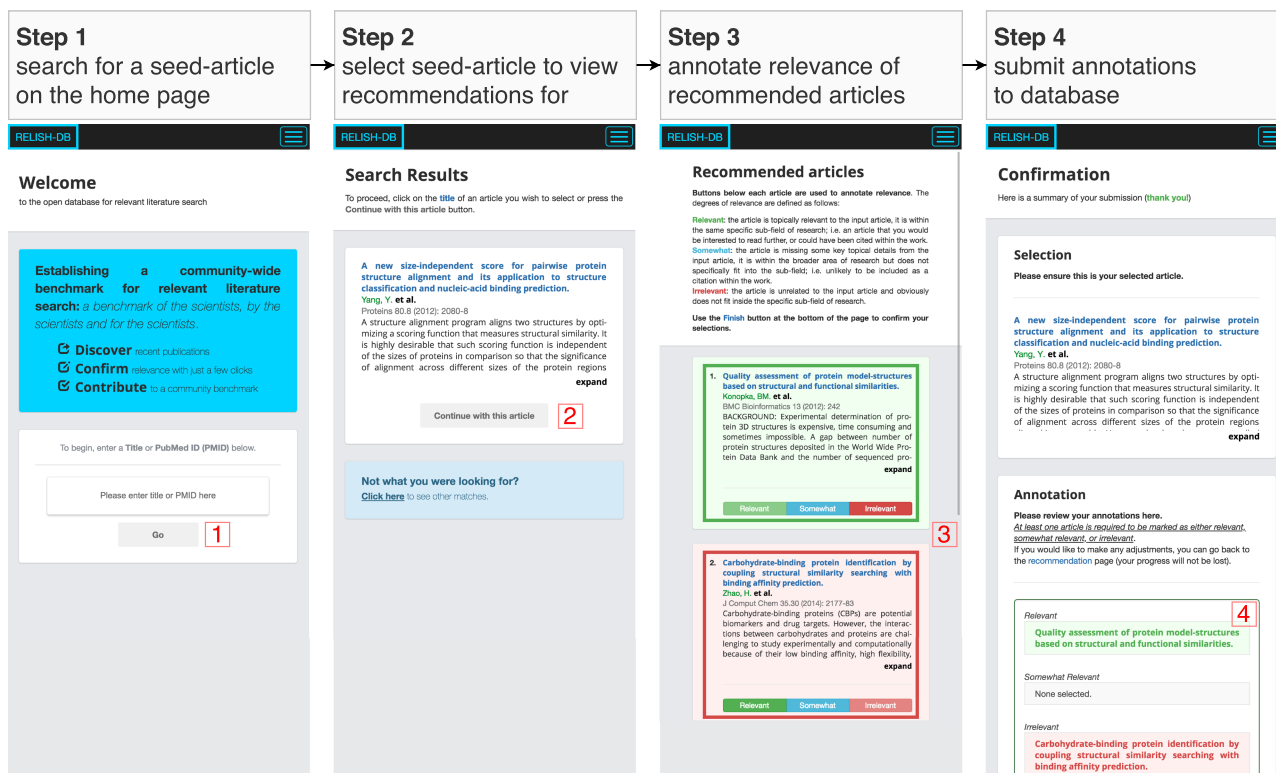 Step 1
search for a seed-article
on the home page
RELISH-DB
Welcome
to the open database for relevant literature search
Establishing a community-wide
benchmark for relevant literature
search: a benchmark of the scientists, by the
scientists and for the scientists.
Discover recent publications
Confirm relevance with just a few clicks
Contribute to a community benchmark
To begin, enter a Title or PubMed ID (PMID) below.
Please enter title or PMID here
Go
1
Step 2
select seed-article to view
recommendations for
RELISH-DB
Search Results
To proceed, click on the title of an article you wish to select or press the
Continue with this article button.
A new size-independent score for pairwise protein
structure alignment and its application to structure
classification and nucleic-acid binding prediction.
Yang, Y. et al.
Proteins 80.8 (2012): 2080-8
A structure alignment program aligns two structures by opti-
mizing a scoring function that measures structural similarity. It
is highly desirable that such scoring function is independent
of the sizes of proteins in comparison so that the significance
of alignment across different sizes of the protein regions
expand
Continue with this article
2
Not what you were looking for?
Click here to see other matches.
Step 3
annotate relevance of
recommended articles
RELISH-DB
Recommended articles
Buttons below each article are used to annotate relevance. The
degrees of relevance are defined as follows:
Relevant: the article is topically relevant to the input article, it is within
the same specific sub-field of research; i.e. an article that you would
be interested to read further, or could have been cited within the work.
Somewhat: the article is missing some key topical details from the
input article, it is within the broader area of research but does not
specifically fit into the sub-field; i.e. unlikely to be included as a
citation within the work.
Irrelevant: the article is unrelated to the input article and obviously
does not fit inside the specific sub-field of research.
Use the Finish button at the bottom of the page to confirm your
selections.
1. Quality assessment of protein model-structures
based on structural and functional similarities.
Konopka, BM. et al.
BMC Bioinformatics 13 (2012): 242
BACKGROUND: Experimental determination of pro-
tein 3D structures is expensive, time consuming and
sometimes impossible. A gap between number of
protein structures deposited in the World Wide Pro-
tein Data Bank and the number of sequenced pro-
expand
Relevant Somewhat Irrelevant
3
2. Carbohydrate-binding protein identification by
coupling structural similarity searching with
binding affinity prediction.
Zhao, H. et al.
J Comput Chem 35.30 (2014): 2177-83
Carbohydrate-binding proteins (CBPs) are potential
biomarkers and drug targets. However, the interac-
tions between carbohydrates and proteins are chal-
lenging to study experimentally and computationally
because of their low binding affinity, high flexibility,
expand
Relevant Somewhat Irrelevant
Step 4
submit annotations
to database
RELISH-DB
Confirmation
Here is a summary of your submission (thank you!)
Selection
Please ensure this is your selected article.
A new size-independent score for pairwise protein
structure alignment and its application to structure
classification and nucleic-acid binding prediction.
Yang, Y. et al.
Proteins 80.8 (2012): 2080-8
A structure alignment program aligns two structures by opti-
mizing a scoring function that measures structural similarity. It
is highly desirable that such scoring function is independent
of the sizes of proteins in comparison so that the significance
of alignment across different sizes of the protein regions
expand
Annotation
Please review your annotations here.
At least one article is required to be marked as either relevant,
somewhat relevant, or irrelevant.
If you would like to make any adjustments, you can go back to
the recommendation page (your progress will not be lost).
4
Relevant
Quality assessment of protein model-structures
based on structural and functional similarities.
Somewhat Relevant
None selected.
Irrelevant
Carbohydrate-binding protein identification by
coupling structural similarity searching with
binding affinity prediction.